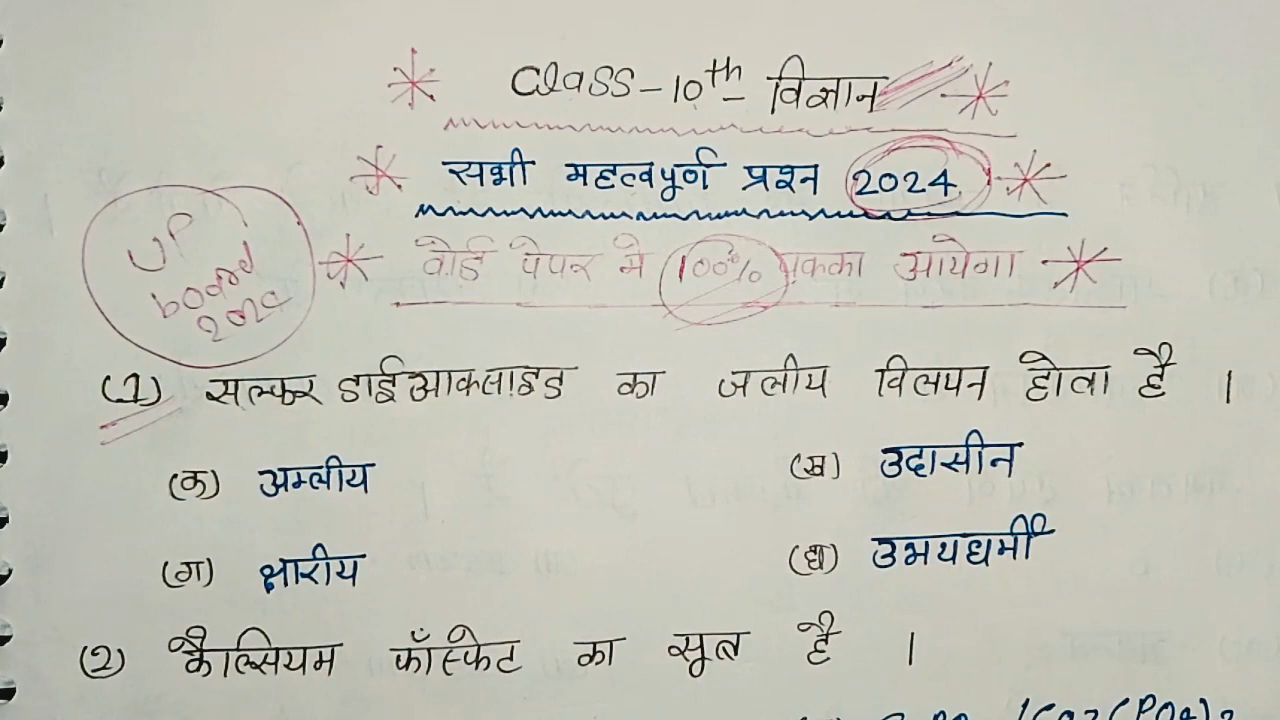 Class-10th विज्ञान
सभी महत्वपूर्ण प्रश्न 2024
UP
board
2024
वोर्ड पेपर मे 100% पक्का आयेगा
(1) सल्फर डाईआक्साइड का जलीय विलयन होता है ।
(क) अम्लीय (ख) उदासीन
(ग) क्षारीय (घ) उभयधर्मी
(2) कैल्सियम फॉस्फेट का सूत्र है ।